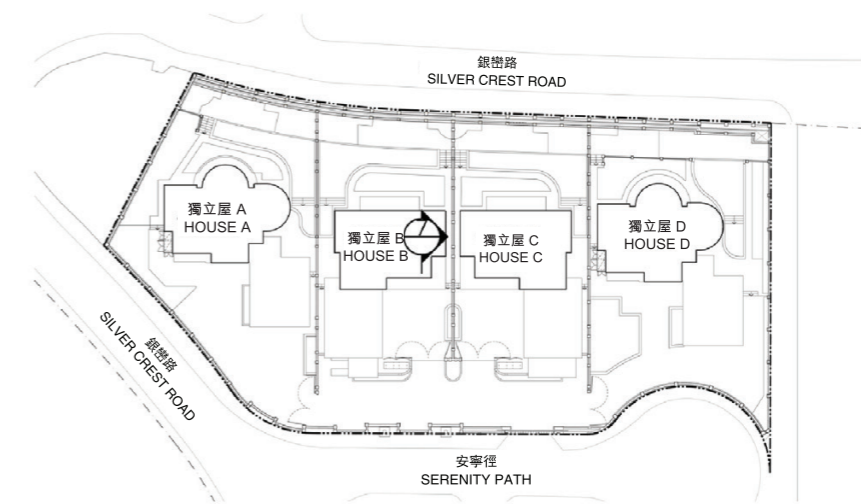 銀巒路
SILVER CREST ROAD
獨立屋 A
HOUSE A
獨立屋 B
HOUSE B
獨立屋 C
HOUSE C
獨立屋 D
HOUSE D
銀巒路
SILVER CREST ROAD
安寧徑
SERENITY PATH